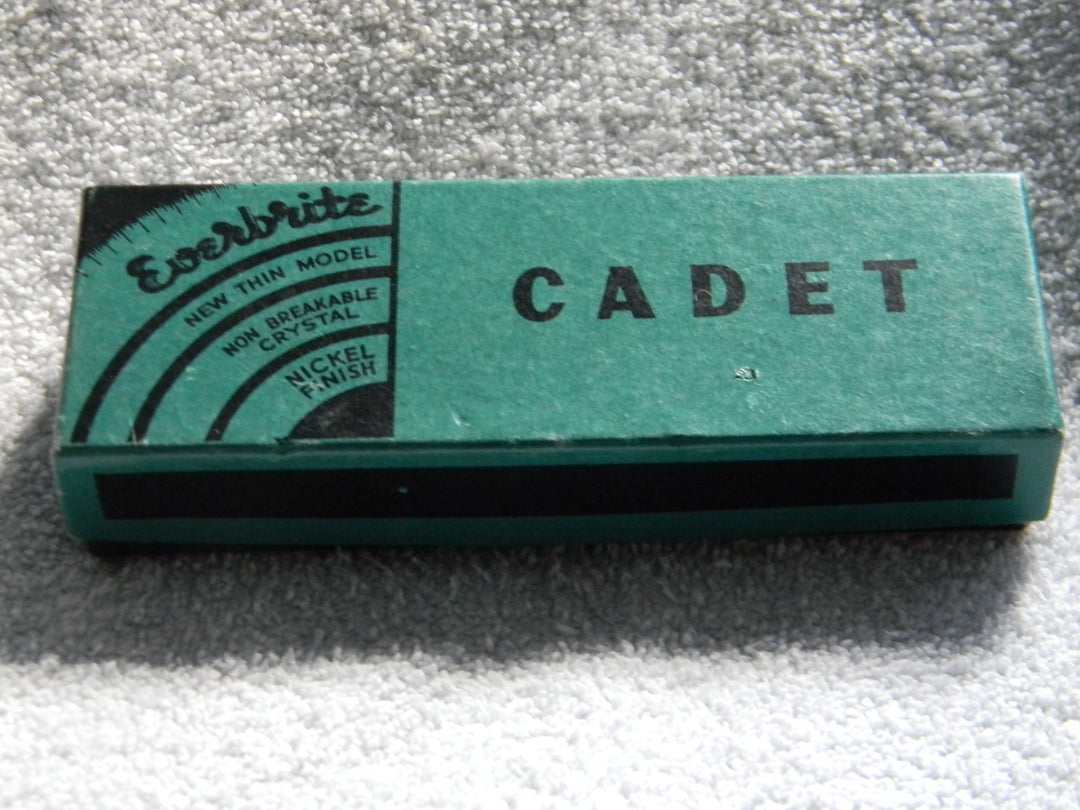 Everbrite
NEW THIN MODEL
NON BREAKABLE
CRYSTAL
NICKEL
FINISH
CADET